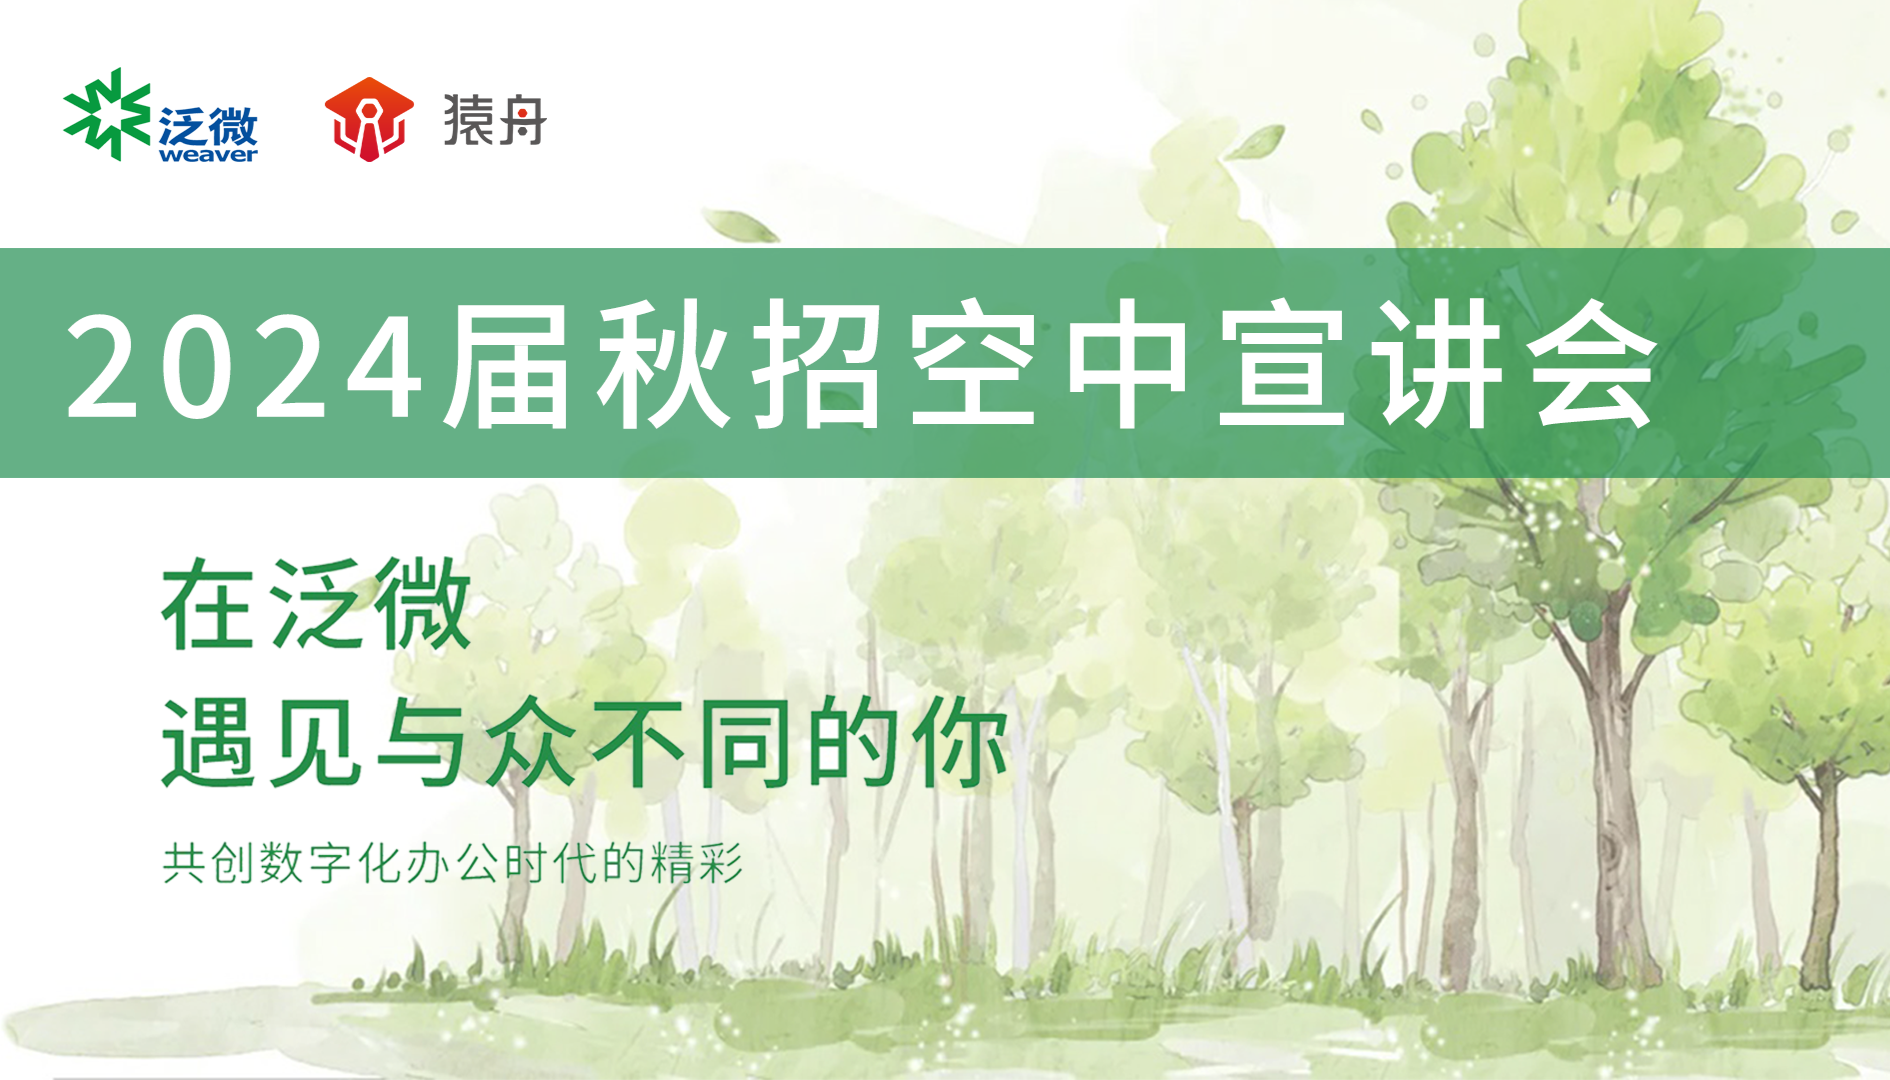 泛微
weaver
猿舟
2024届秋招空中宣讲会
在泛微
遇见与众不同的你
共创数字化办公时代的精彩